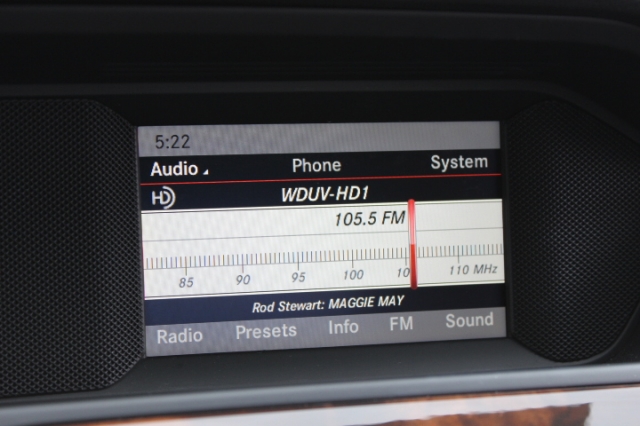 5:22
Audio Phone System
HD WDUV-HD1
105.5 FM
85 90 95 100 10 110 MHz
Rod Stewart: MAGGIE MAY
Radio Presets Info FM Sound